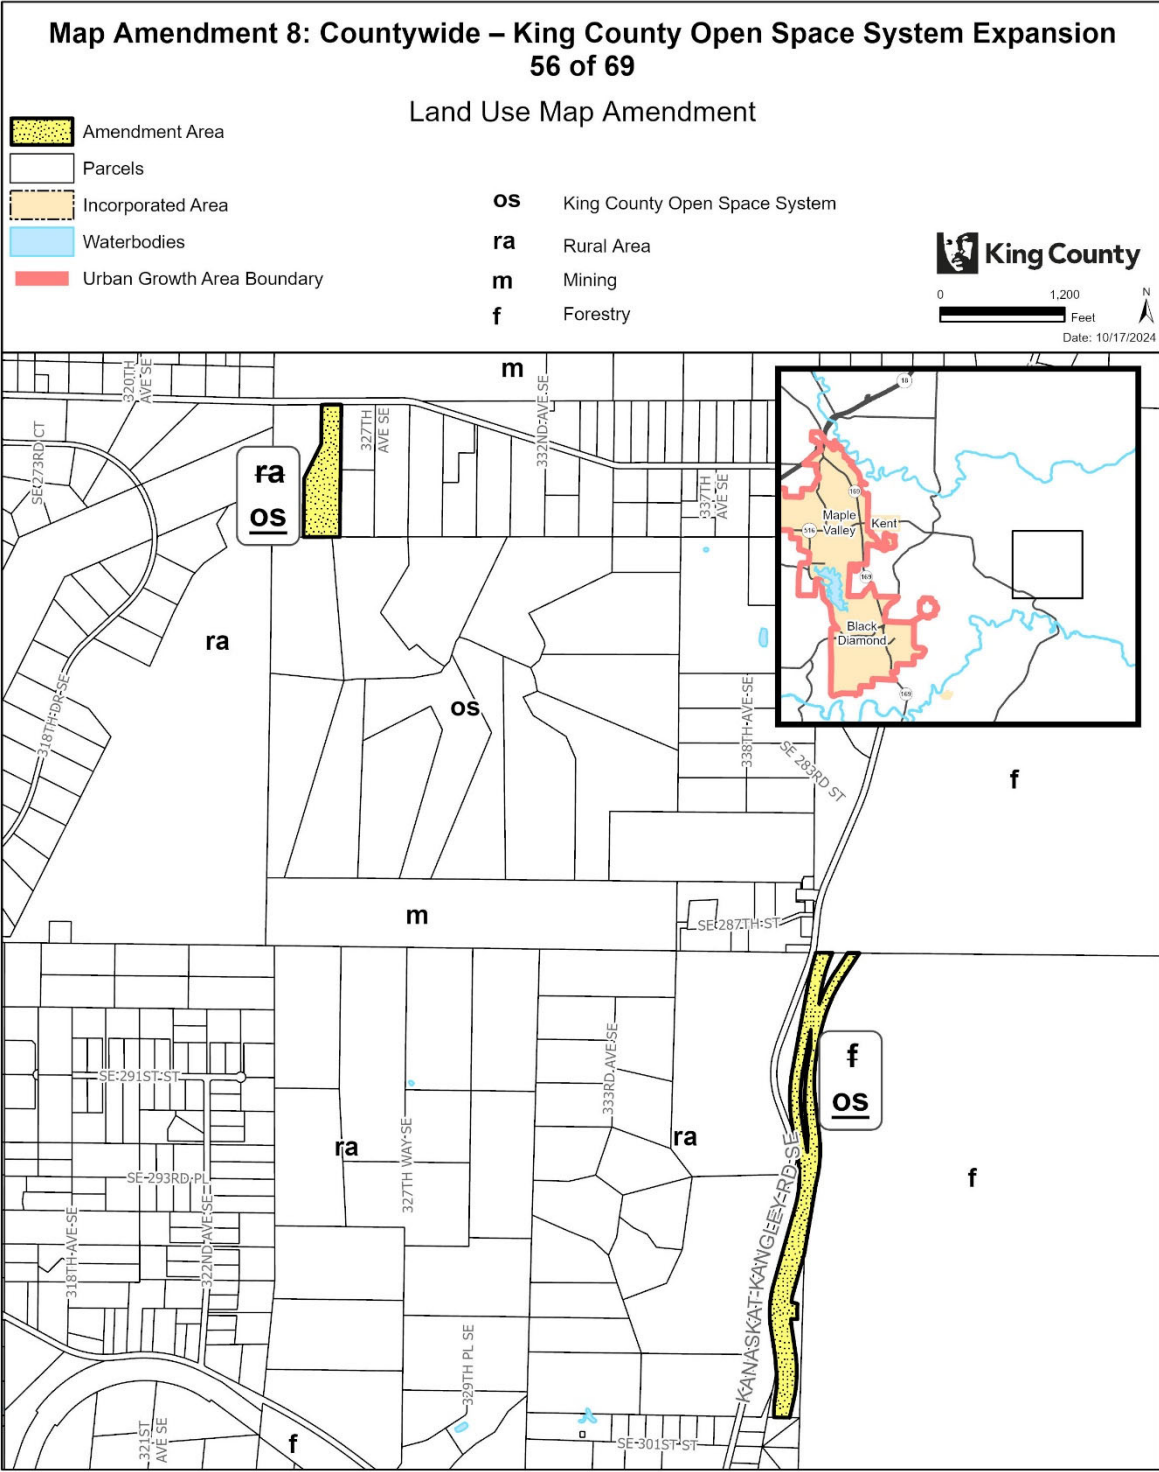 Map Amendment 8: Countywide – King County Open Space System Expansion
56 of 69
Land Use Map Amendment
Amendment Area
Parcels
Incorporated Area
Waterbodies
Urban Growth Area Boundary
os King County Open Space System
ra Rural Area
m Mining
f Forestry
King County
0 1,200
Feet
N
Date: 10/17/2024
320TH
AVE SE
m
332ND AVE SE
327TH
AVE SE
SE 273RD CT
ra
os
337TH
AVE SE
18
169
Maple
Valley
516
Kent
169
Black
Diamond
169
ra
318TH DR SE
os
338TH AVE SE
SE 283RD ST
f
m
SE 287TH ST
f
os
SE 291ST ST
333RD AVE SE
ra
327TH WAY SE
ra
KANASKAT-KANGLEY RD SE
f
SE 293RD PL
318TH AVE SE
322ND AVE SE
329TH PL SE
321ST
AVE SE
f
SE 301ST ST